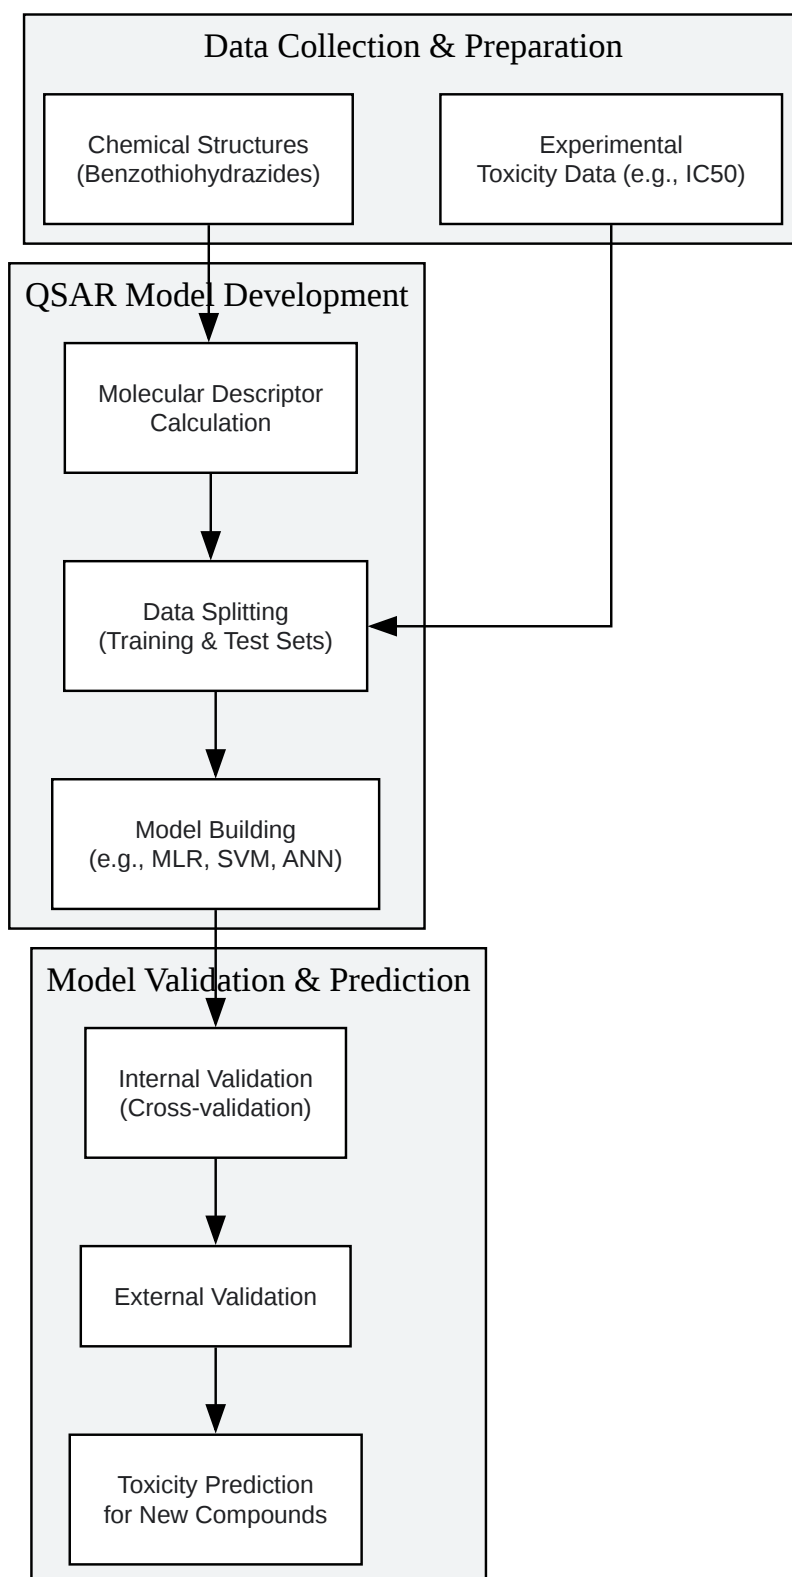 Data Collection & Preparation
Chemical Structures
(Benzothiohydrazides)
Experimental
Toxicity Data (e.g., IC50)
QSAR Model Development
Molecular Descriptor
Calculation
Data Splitting
(Training & Test Sets)
Model Building
(e.g., MLR, SVM, ANN)
Model Validation & Prediction
Internal Validation
(Cross-validation)
External Validation
Toxicity Prediction
for New Compounds